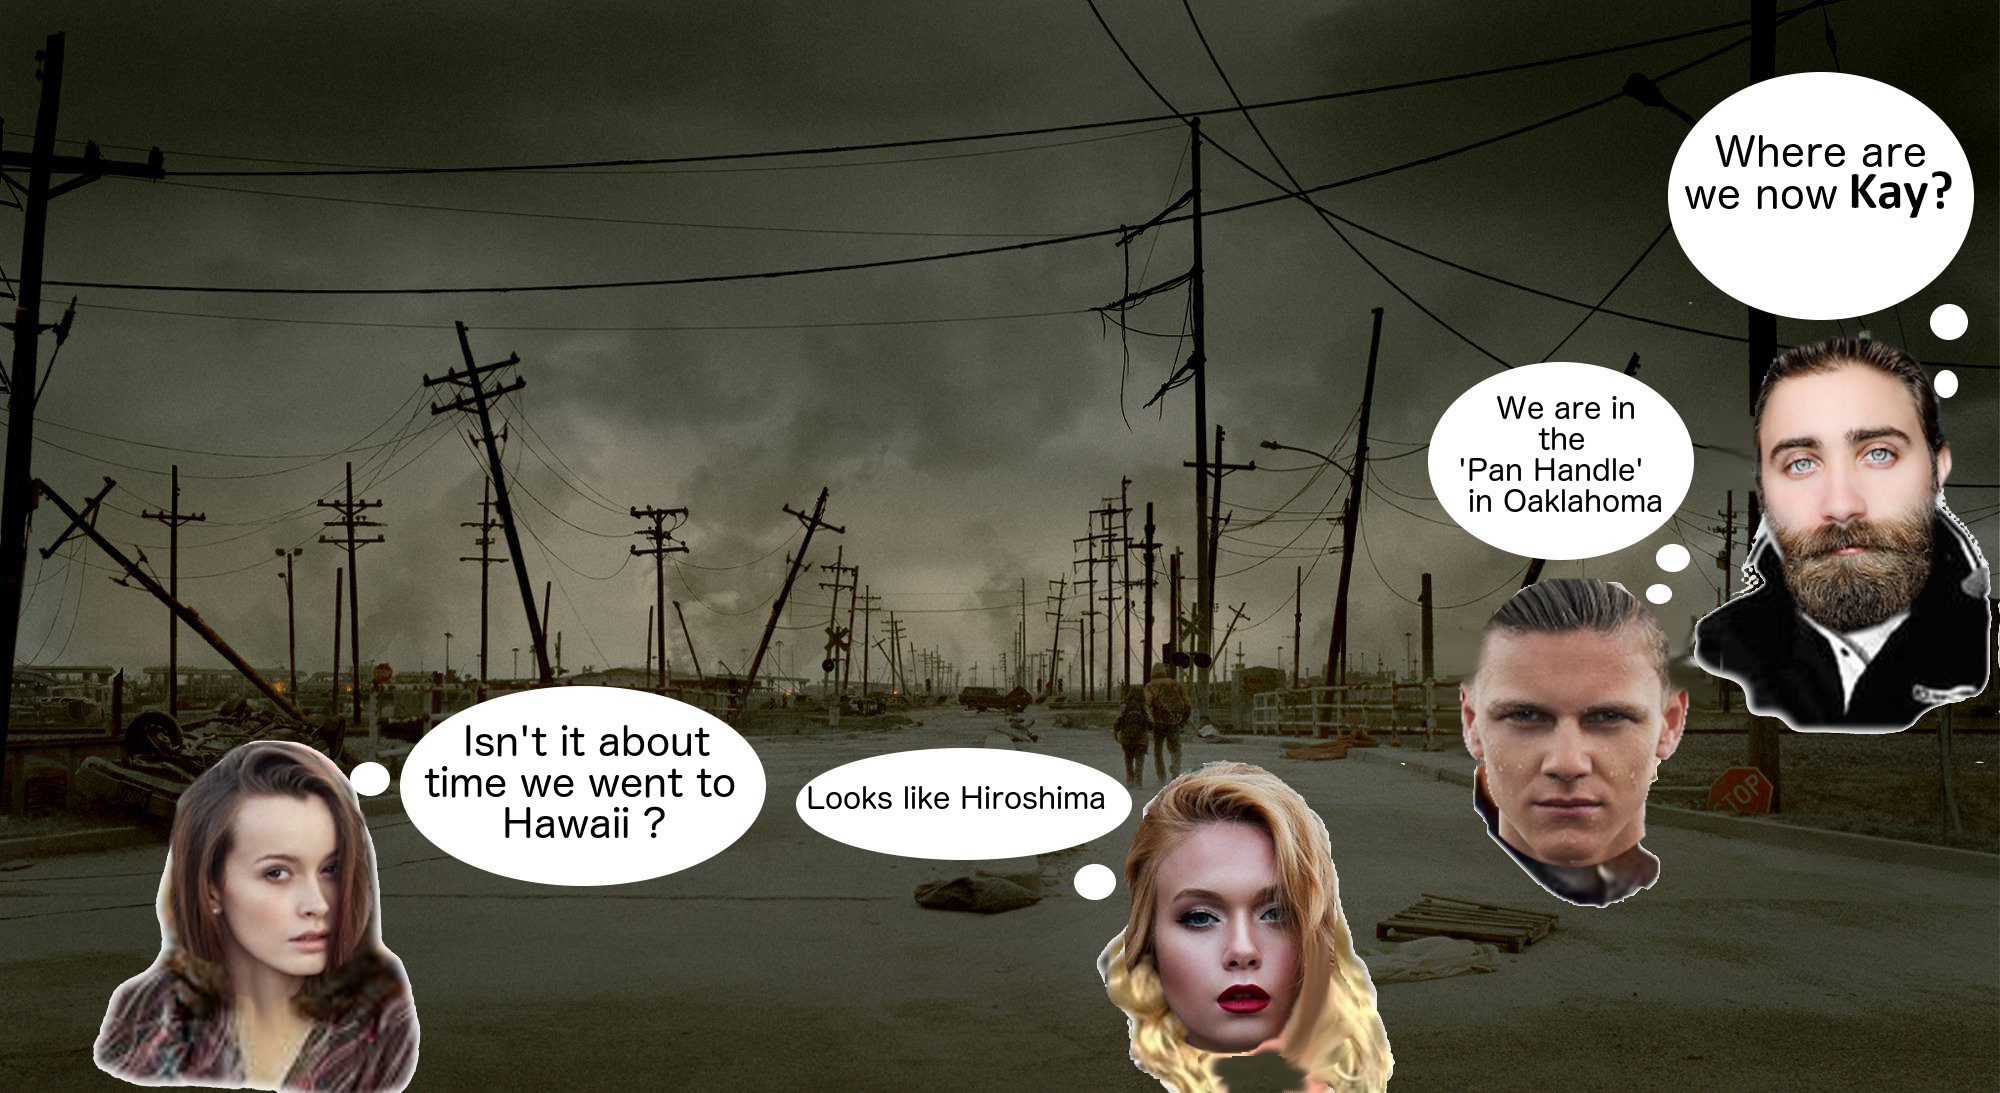 Where are
we now Kay?
We are in
the
'Pan Handle'
in Oaklahoma
Isn't it about
time we went to
Hawaii ?
Looks like Hiroshima
STOP